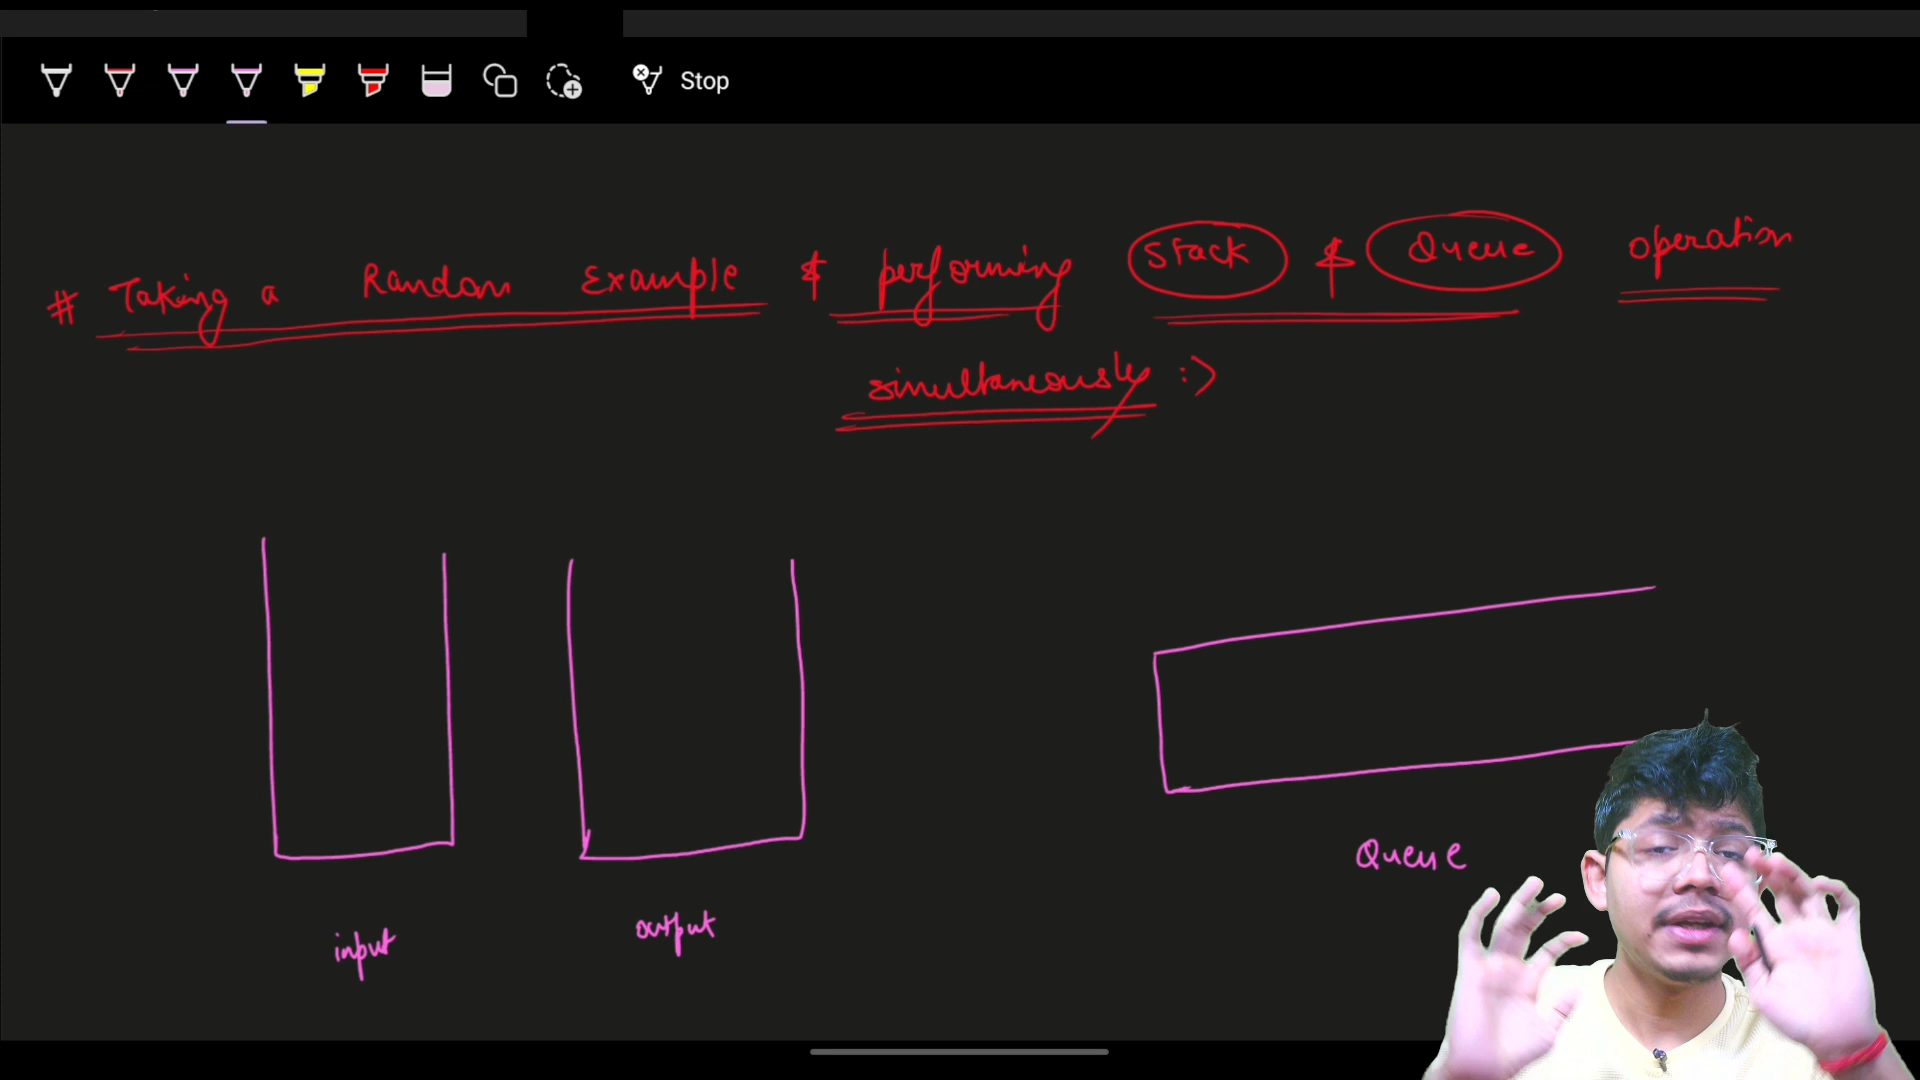 Stop
# Taking a Random Example & performing Stack & Queue operation
simultaneously :>
Queue
input
output